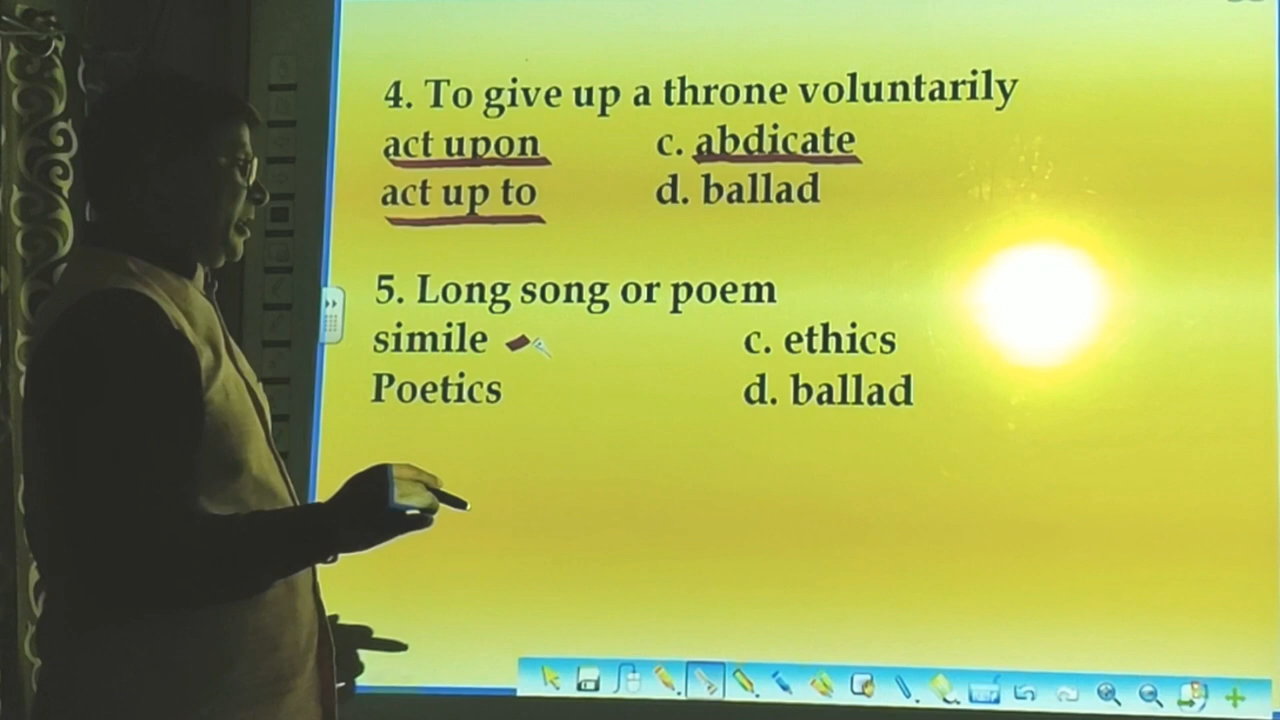 4. To give up a throne voluntarily
act upon c. abdicate
act up to d. ballad
5. Long song or poem
simile c. ethics
Poetics d. ballad